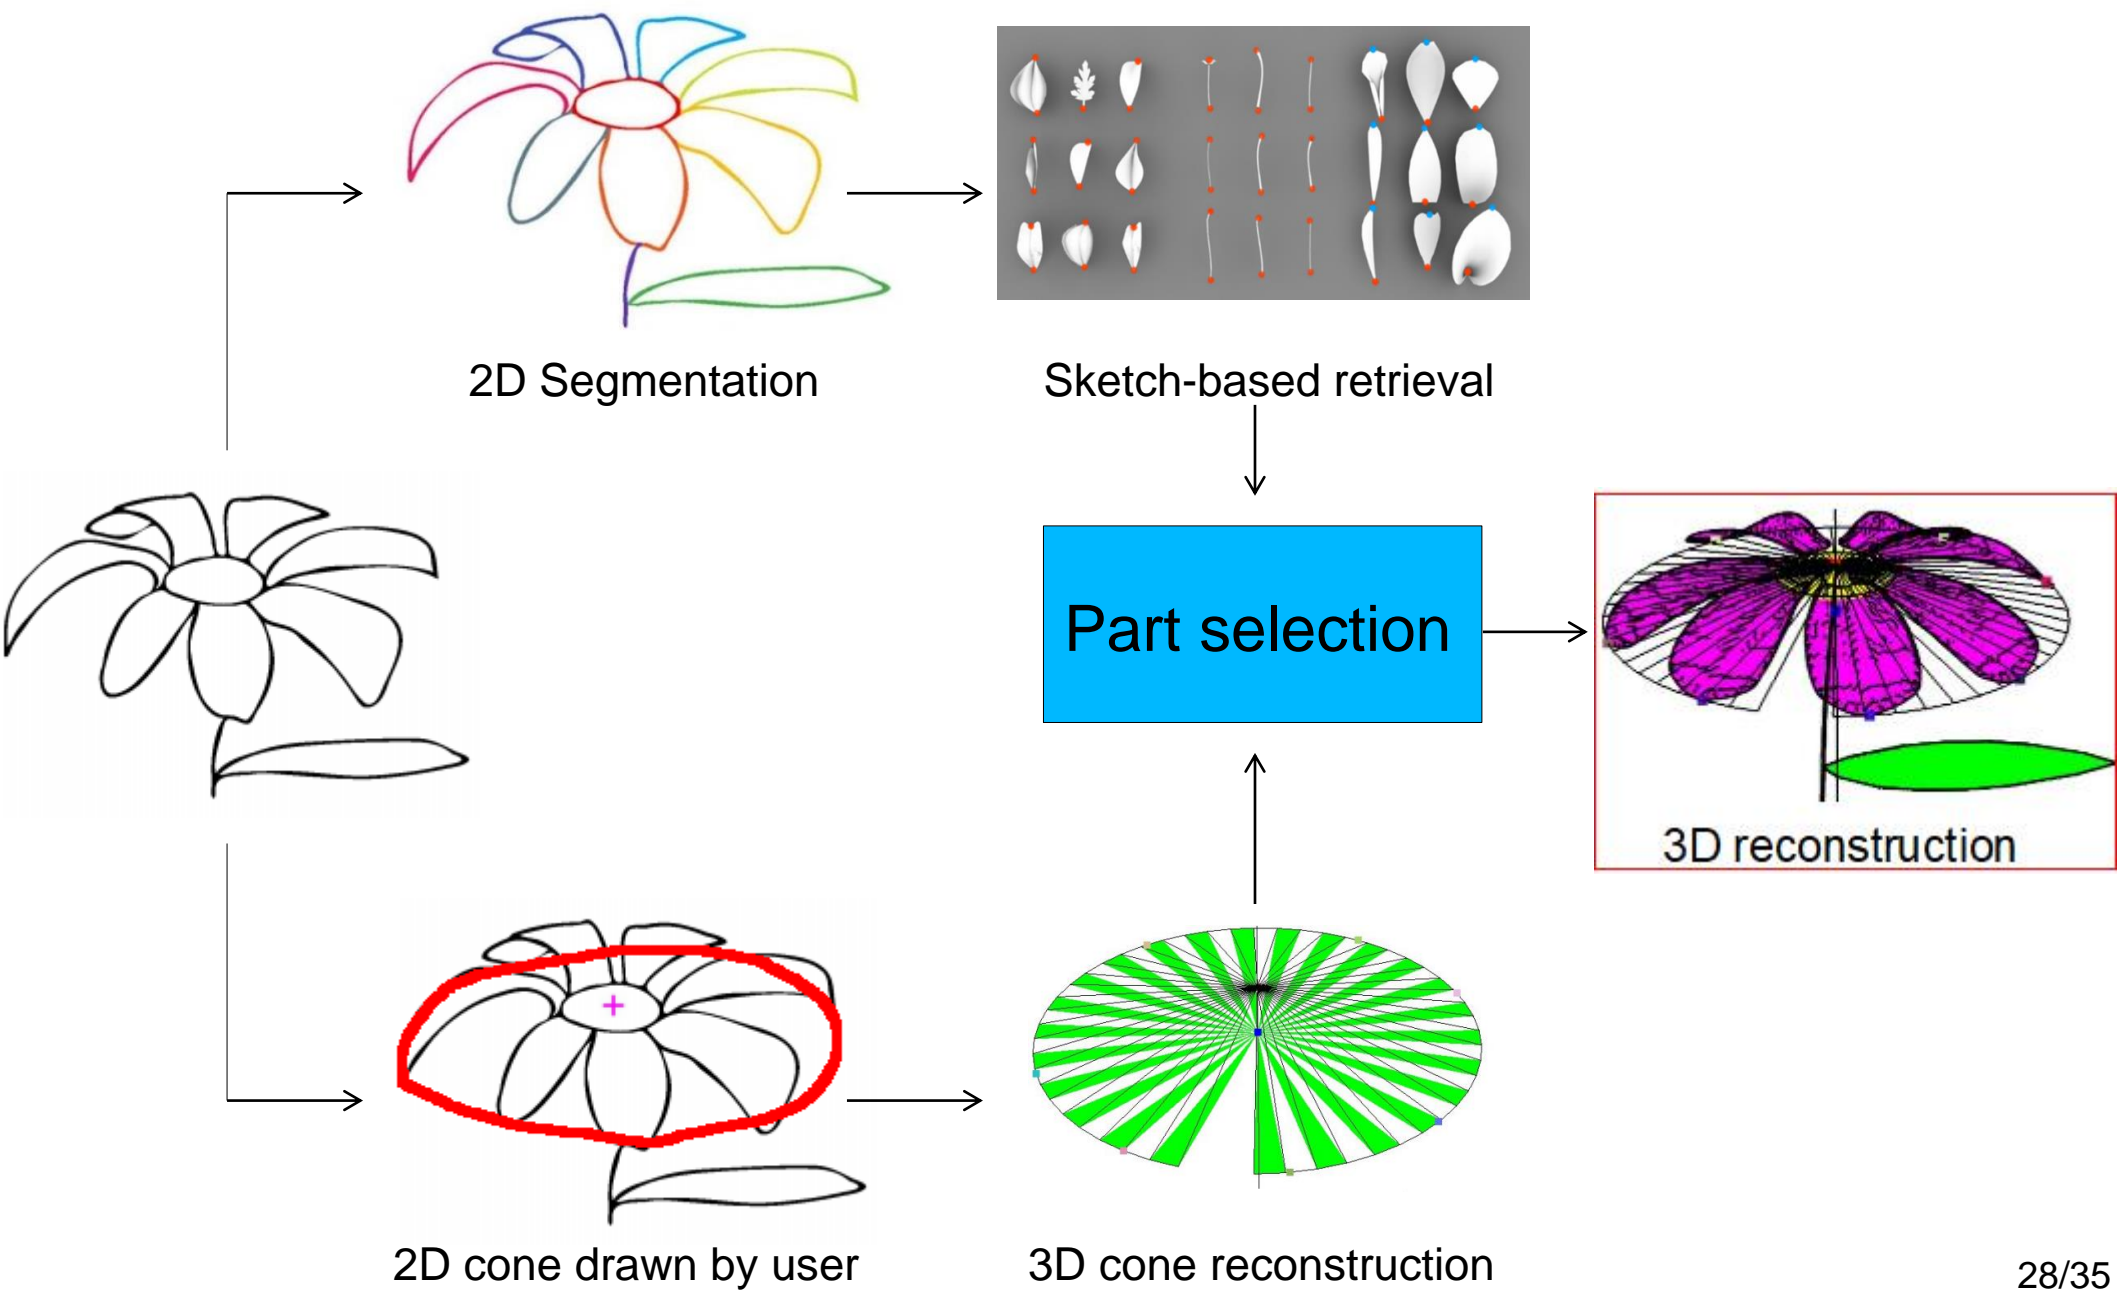 2D Segmentation
Sketch-based retrieval
Part selection
3D reconstruction
2D cone drawn by user
3D cone reconstruction
28/35